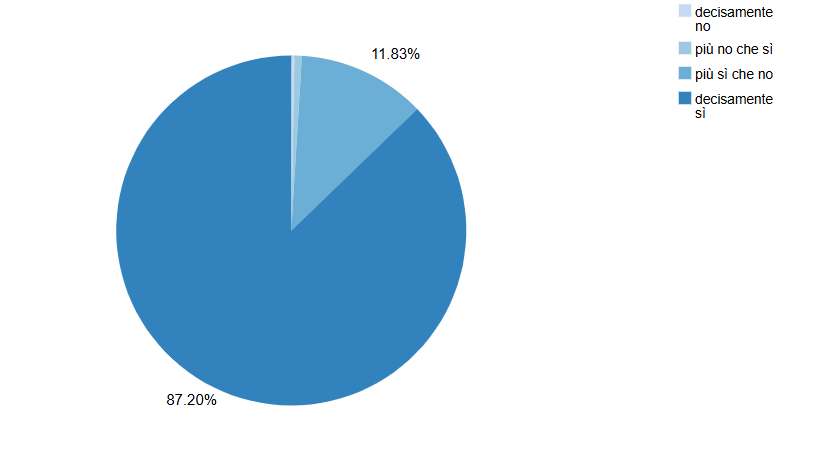 decisamente
no
più no che sì
più sì che no
decisamente
sì
11.83%
87.20%